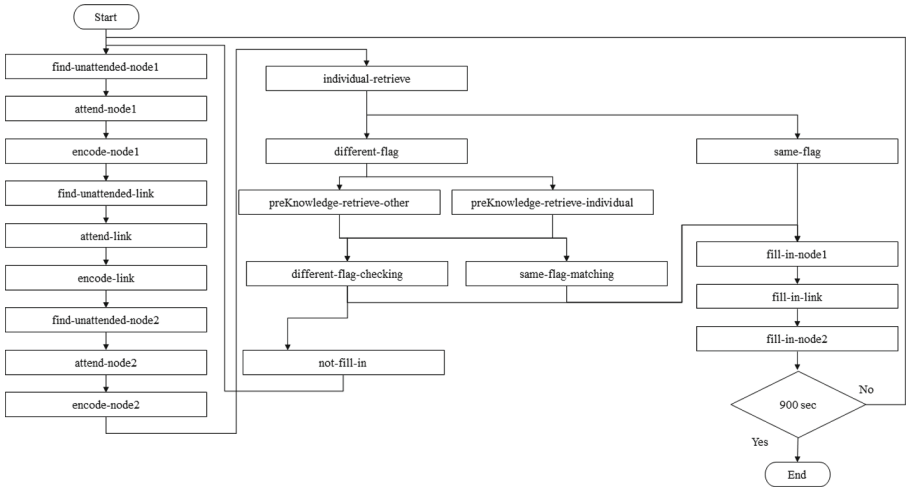 Start
find-unattended-node1
attend-node1
encode-node1
find-unattended-link
attend-link
encode-link
find-unattended-node2
attend-node2
encode-node2
individual-retrieve
different-flag
same-flag
preKnowledge-retrieve-other
preKnowledge-retrieve-individual
different-flag-checking
same-flag-matching
not-fill-in
fill-in-node1
fill-in-link
fill-in-node2
900 sec
No
Yes
End